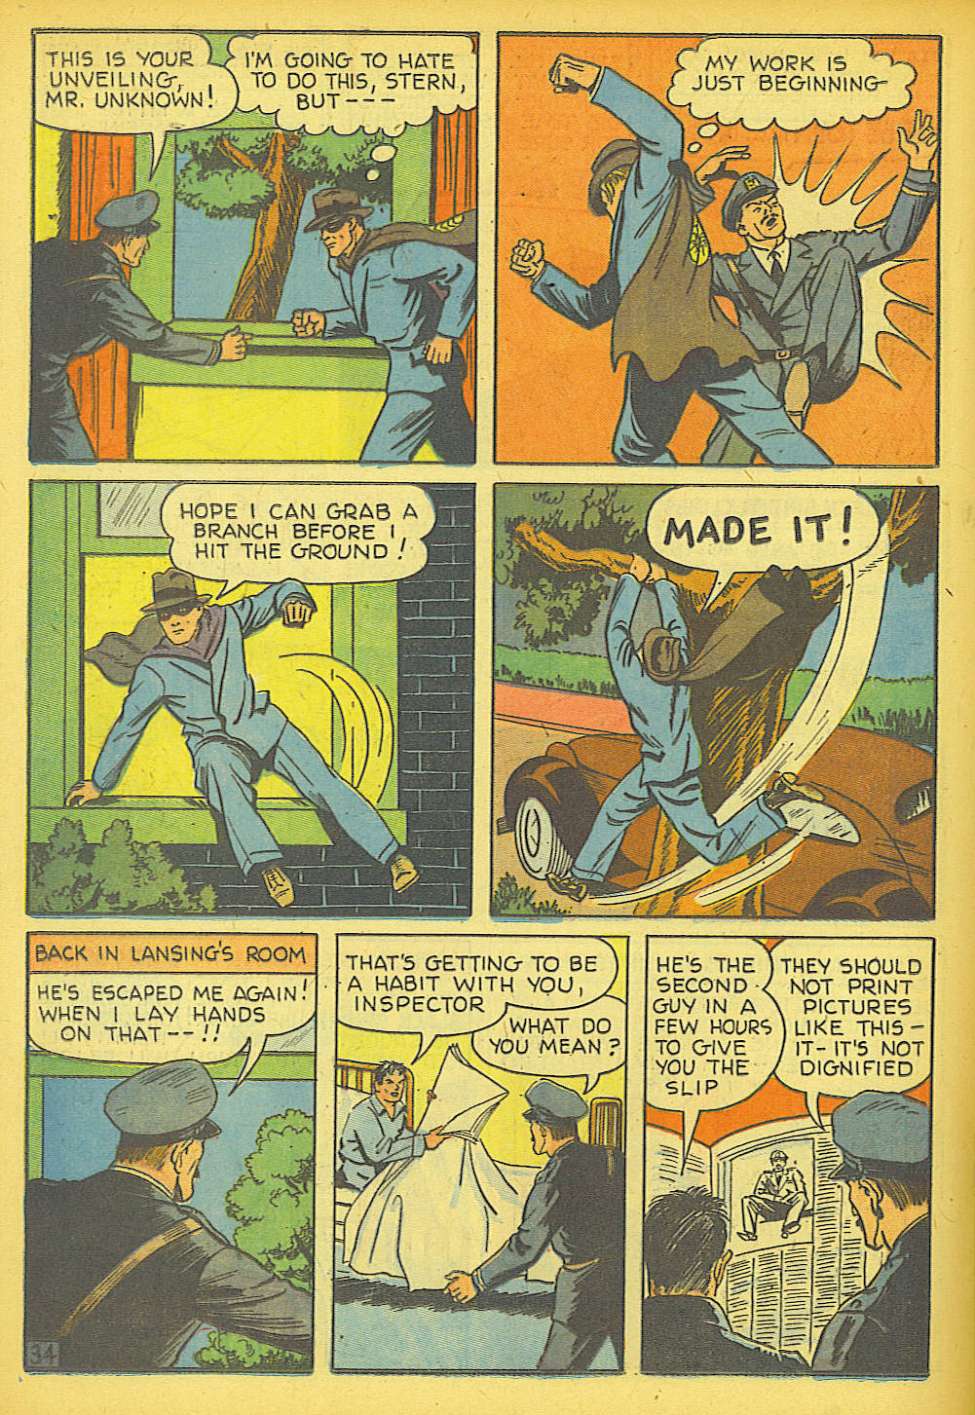 THIS IS YOUR
UNVEILING,
MR. UNKNOWN!
I'M GOING TO HATE
TO DO THIS, STERN,
BUT - - -
MY WORK IS
JUST BEGINNING-
HOPE I CAN GRAB A
BRANCH BEFORE I
HIT THE GROUND!
MADE IT!
BACK IN LANSING'S ROOM
HE'S ESCAPED ME AGAIN!
WHEN I LAY HANDS
ON THAT--!!
THAT'S GETTING TO BE
A HABIT WITH YOU,
INSPECTOR
WHAT DO
YOU MEAN?
HE'S THE
SECOND
GUY IN A
FEW HOURS
TO GIVE
YOU THE
SLIP
THEY SHOULD
NOT PRINT
PICTURES
LIKE THIS -
IT- IT'S NOT
DIGNIFIED
34